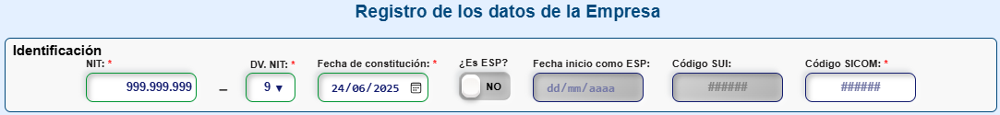 Registro de los datos de la Empresa
Identificación
NIT: * DV. NIT: * Fecha de constitución: * ¿Es ESP? Fecha inicio como ESP: Código SUI: Código SICOM: *
999.999.999 – 9 24/06/2025 NO dd/mm/aaaa ###### ######